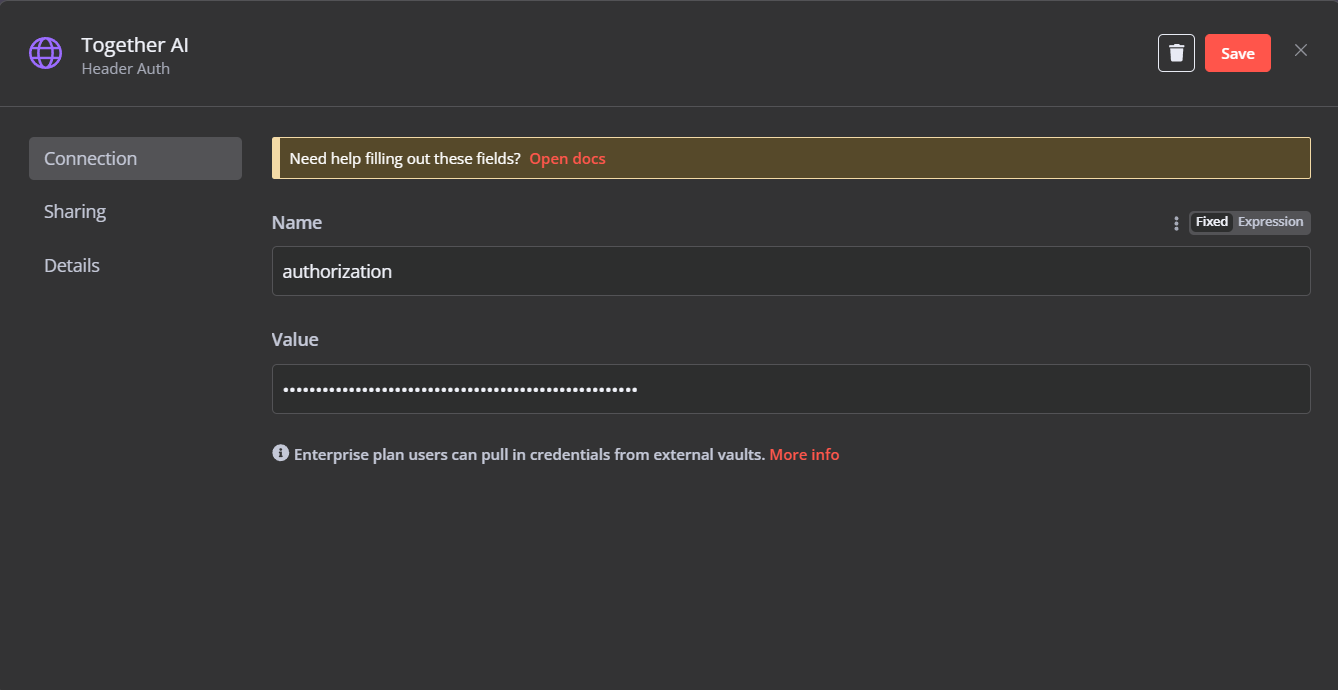 Together AI
Header Auth
Save
Connection
Sharing
Details
Need help filling out these fields? Open docs
Name
Fixed Expression
authorization
Value
••••••••••••••••••••••••••••••••••••••••••••••••••••••
Enterprise plan users can pull in credentials from external vaults. More info